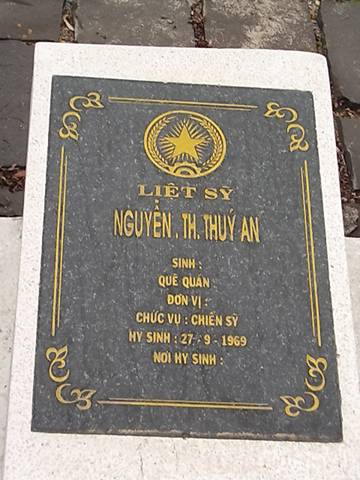 LIỆT SỸ
NGUYỄN . TH. THUÝ AN
SINH :
QUÊ QUÁN :
ĐƠN VỊ :
CHỨC VỤ : CHIẾN SỸ
HY SINH : 27 - 9 - 1969
NƠI HY SINH :